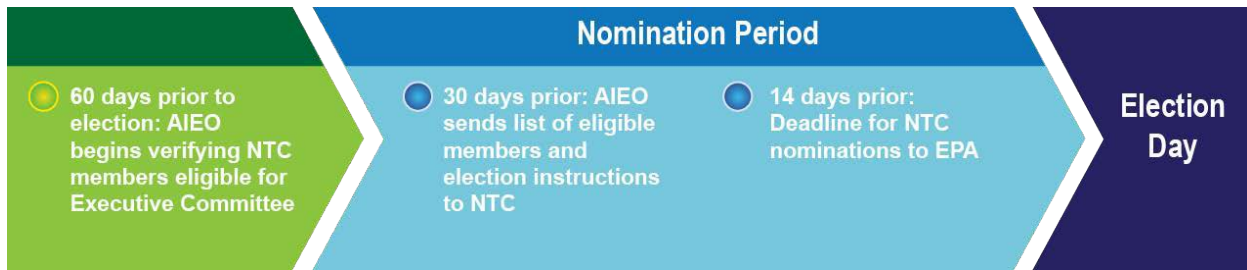 Nomination Period
60 days prior to
election: AIEO
begins verifying NTC
members eligible for
Executive Committee
30 days prior: AIEO
sends list of eligible
members and
election instructions
to NTC
14 days prior:
Deadline for NTC
nominations to EPA
Election
Day